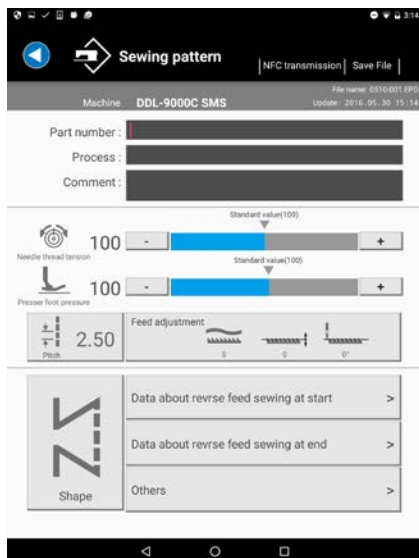 3:14
Sewing pattern
NFC transmission
Save File
File name: 0510-001.EPD
Machine
DDL-9000C SMS
Update: 2016.05.30 15:14
Part number :
Process :
Comment :
Standard value(100)
100
-
+
Needle thread tension
Standard value(100)
100
-
+
Presser foot pressure
2.50
Pitch
Feed adjustment
S
0
0°
Data about revrse feed sewing at start >
Data about revrse feed sewing at end >
Shape
Others >